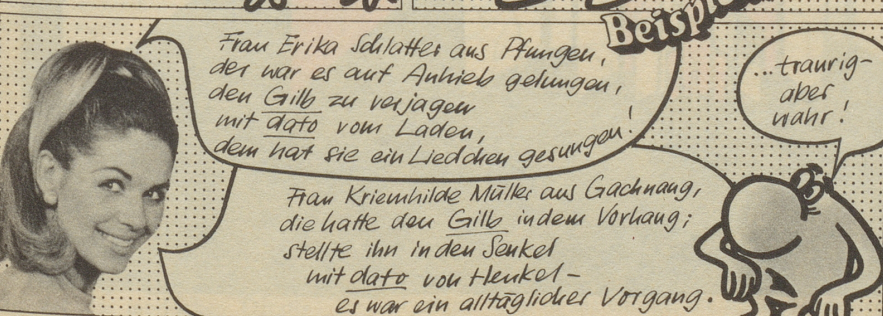 Beispi
Frau Erika Schlatter aus Pfungen,
der war es auf Anhieb gelungen,
den Gilb zu verjagen
mit dato vom Laden,
dem hat sie ein Liedchen gesungen!
...traurig-
aber
wahr!
Frau Kriemhilde Müller aus Gachnang,
die hatte den Gilb in dem Vorhang;
stellte ihn in den Senkel
mit dato von Henkel-
es war ein alltäglicher Vorgang.